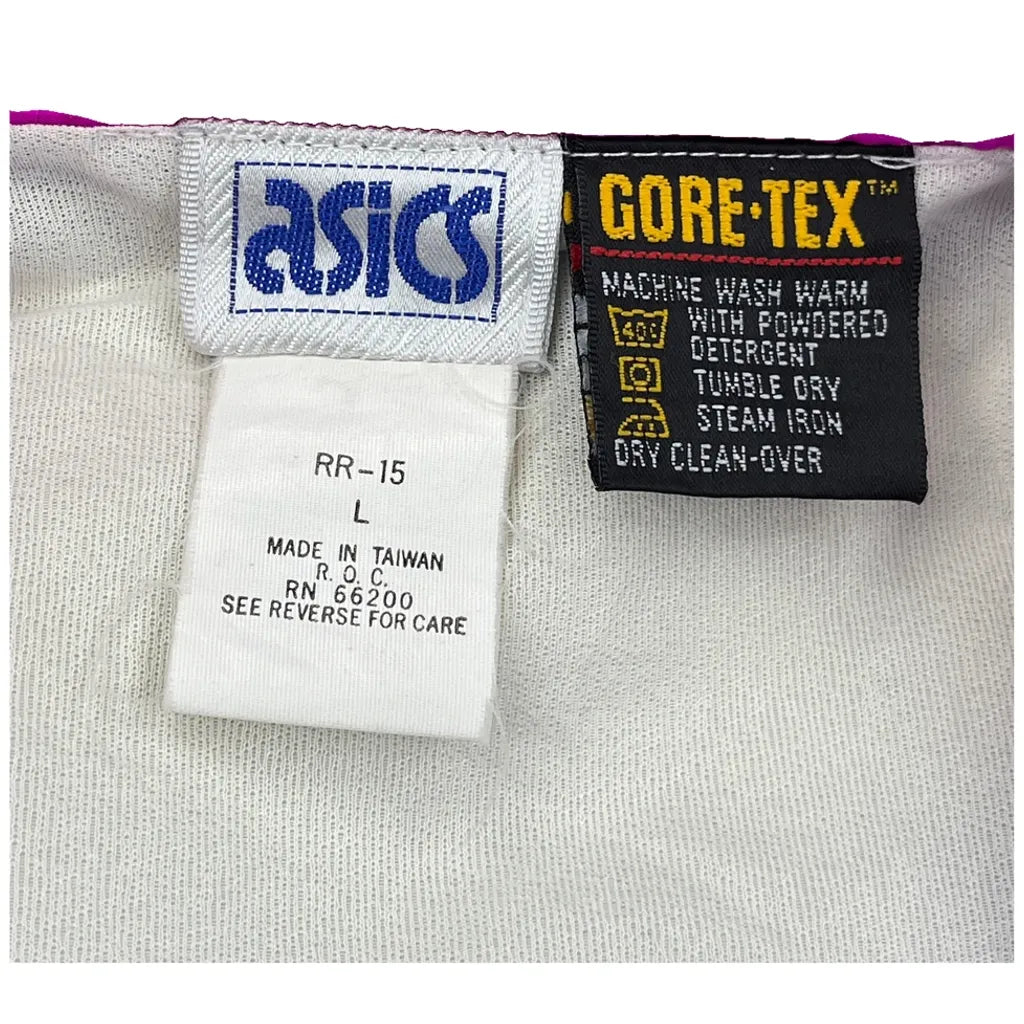 asics
RR-15
L
MADE IN TAIWAN
R.O.C.
RN 66200
SEE REVERSE FOR CARE
GORE-TEX™
MACHINE WASH WARM
40° WITH POWDERED
DETERGENT
TUMBLE DRY
STEAM IRON
DRY CLEAN-OVER